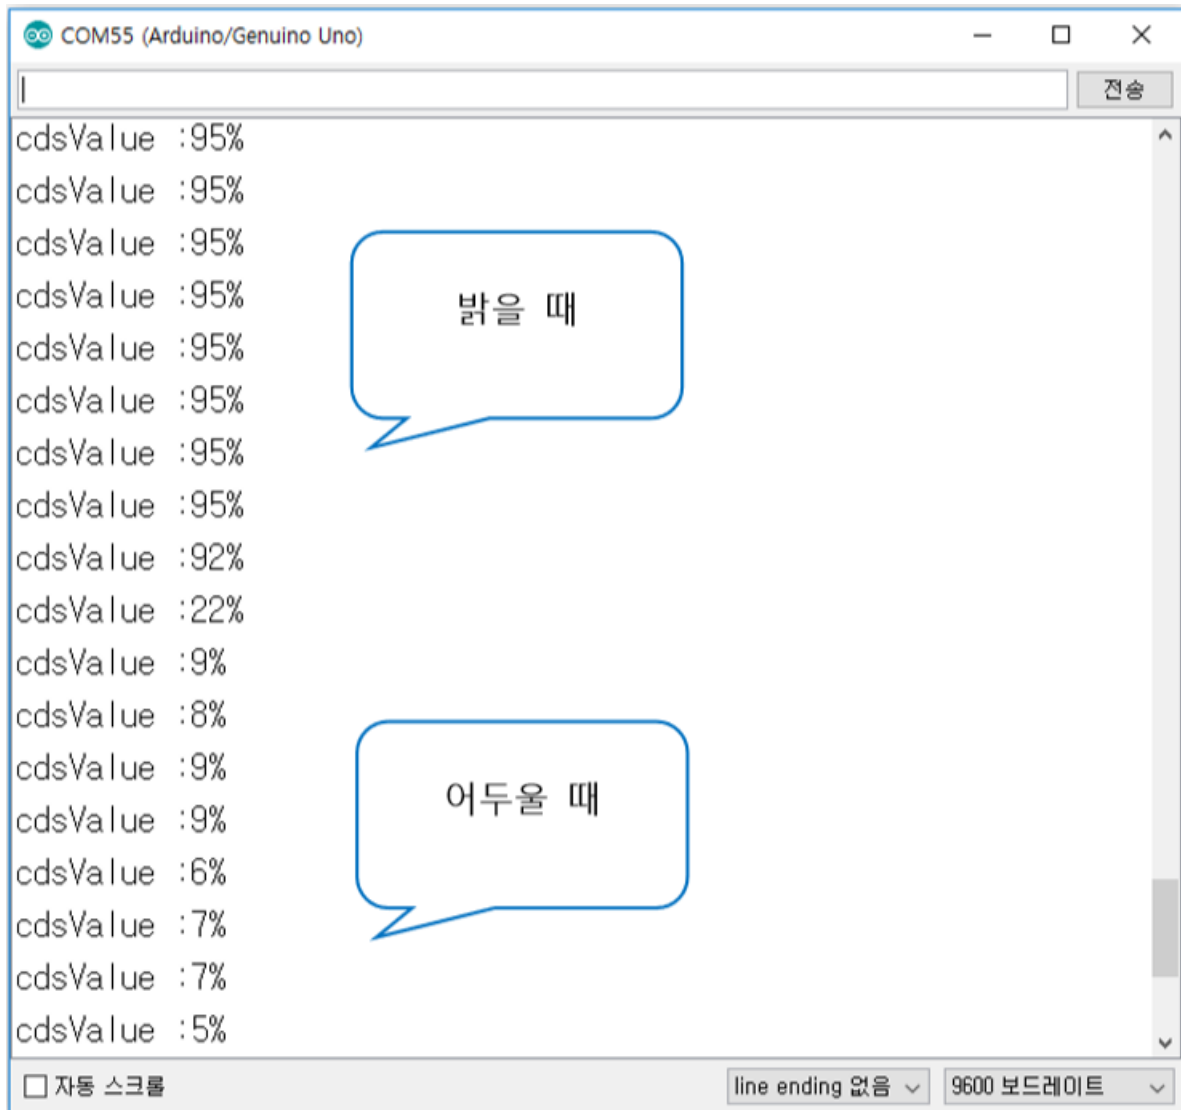 COM55 (Arduino/Genuino Uno)
전송
cdsValue :95%
cdsValue :95%
cdsValue :95%
cdsValue :95%
cdsValue :95%
cdsValue :95%
cdsValue :95%
cdsValue :95%
cdsValue :92%
cdsValue :22%
cdsValue :9%
cdsValue :8%
cdsValue :9%
cdsValue :9%
cdsValue :6%
cdsValue :7%
cdsValue :7%
cdsValue :5%
밝을 때
어두울 때
자동 스크롤
line ending 없음
9600 보드레이트